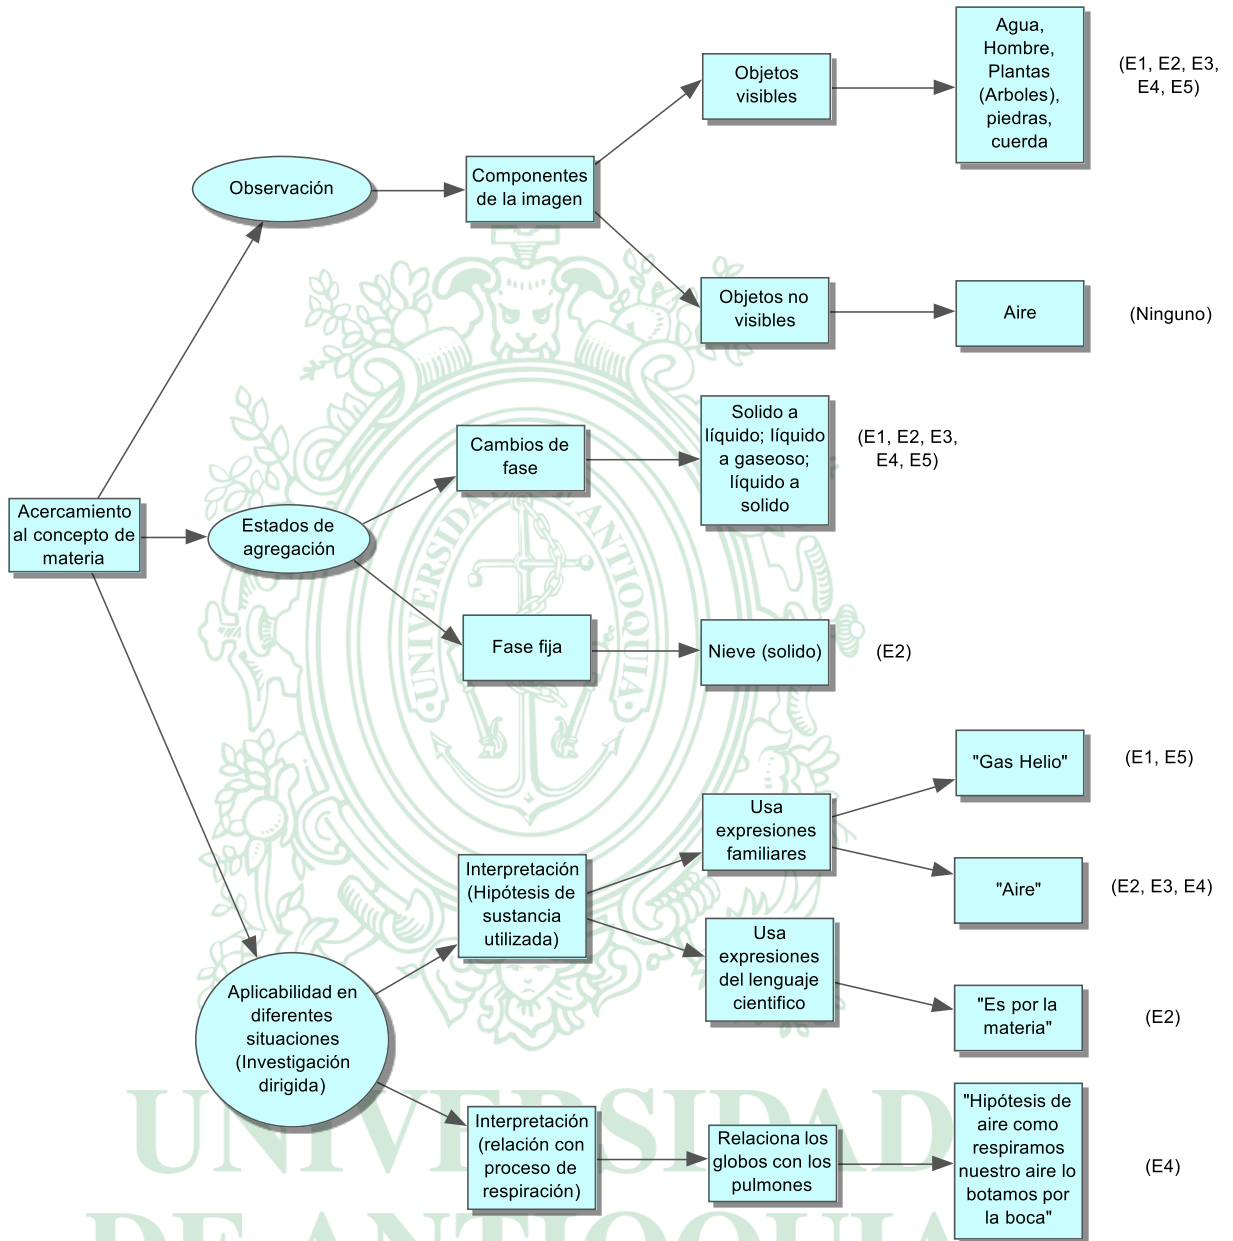 Agua,
Hombre,
Plantas
(Arboles),
piedras,
cuerda
(E1, E2, E3,
E4, E5)
Objetos
visibles
Observación
Componentes
de la imagen
Objetos no
visibles
Aire
(Ninguno)
Cambios de
fase
Solido a
líquido; líquido
a gaseoso;
líquido a
solido
(E1, E2, E3,
E4, E5)
Acercamiento
al concepto de
materia
Estados de
agregación
Fase fija
Nieve (solido)
(E2)
"Gas Helio"
(E1, E5)
Usa
expresiones
familiares
"Aire"
(E2, E3, E4)
Interpretación
(Hipótesis de
sustancia
utilizada)
Usa
expresiones
del lenguaje
cientifico
"Es por la
materia"
(E2)
Aplicabilidad en
diferentes
situaciones
(Investigación
dirigida)
Interpretación
(relación con
proceso de
respiración)
Relaciona los
globos con los
pulmones
"Hipótesis de
aire como
respiramos
nuestro aire lo
botamos por
la boca"
(E4)
UNIVERSIDAD DE ANTIOQUIA
UNIVERSIDAD
DE ANTIOQUIA